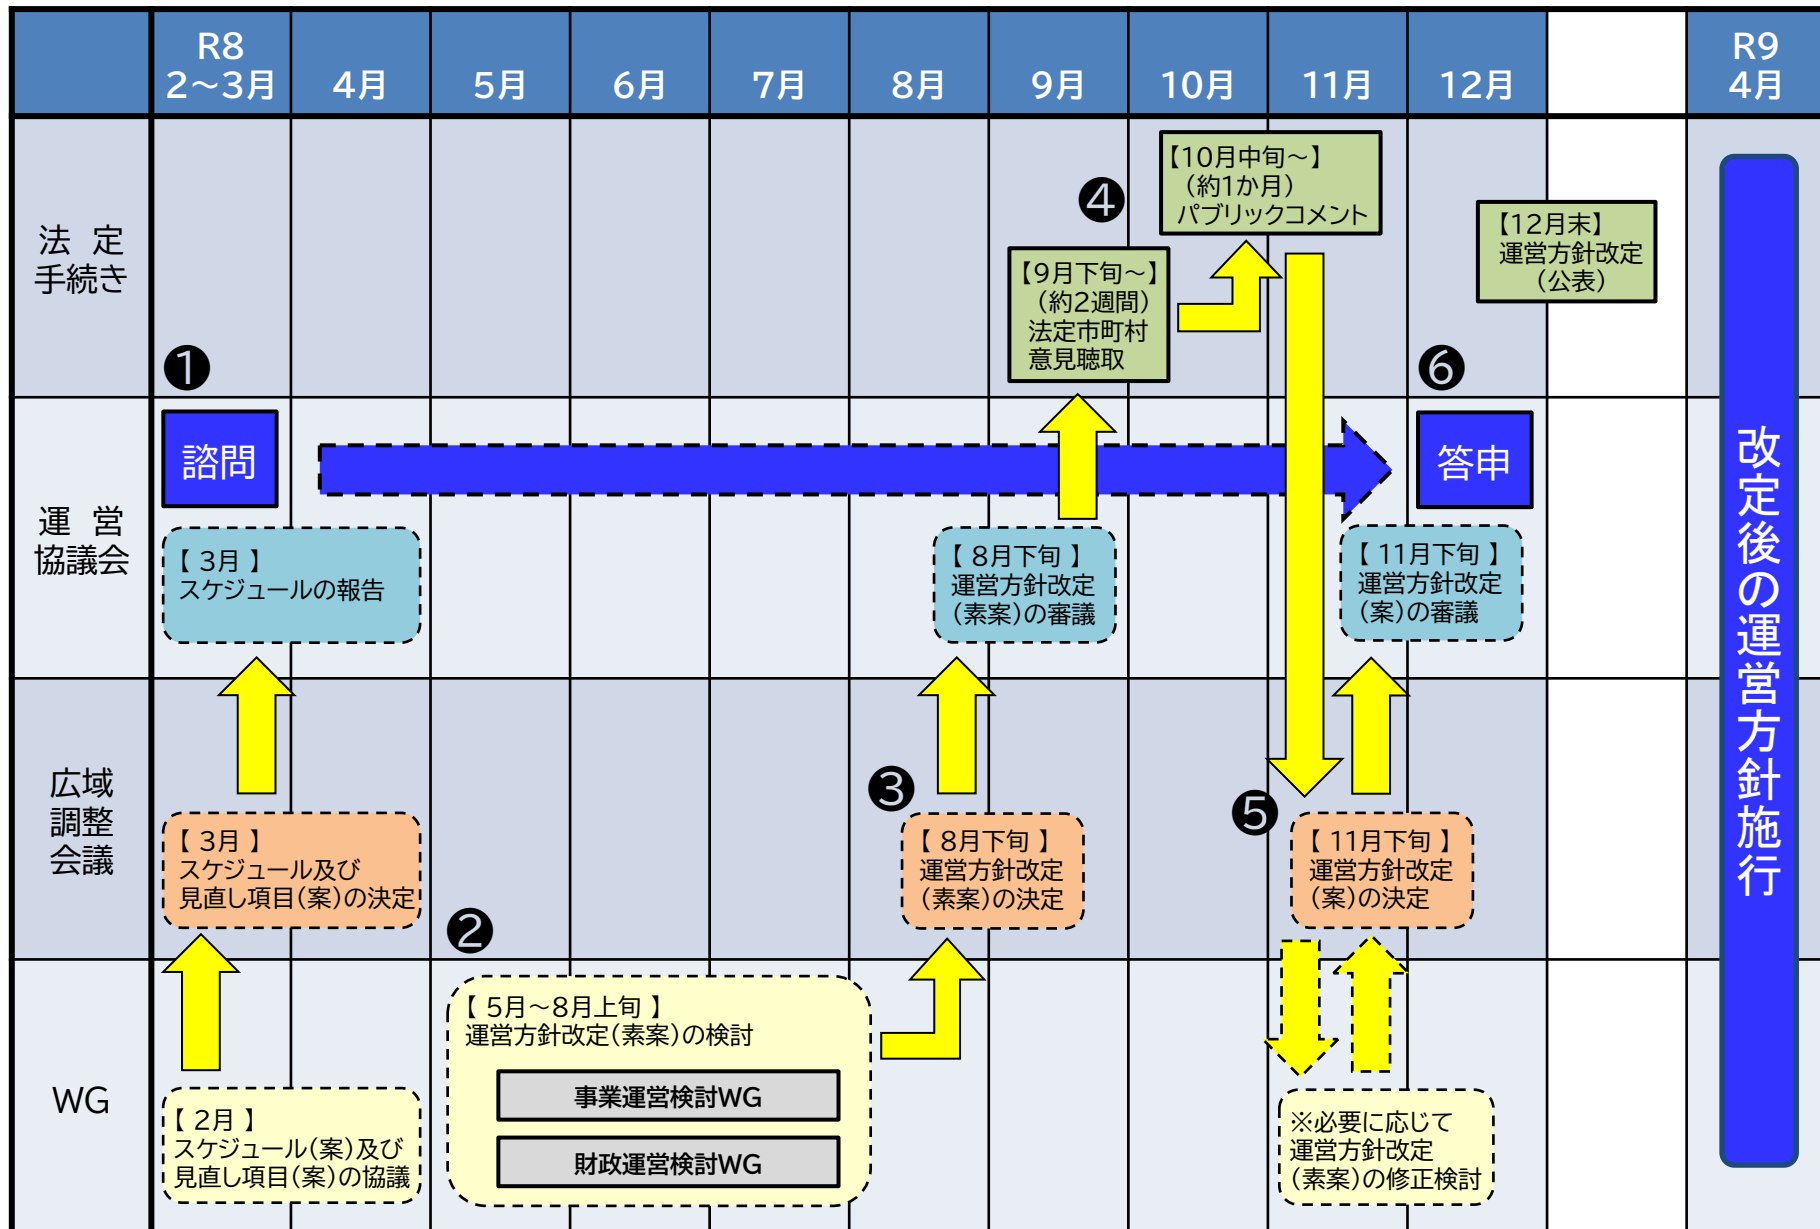 R8
2～3月
4月
5月
6月
7月
8月
9月
10月
11月
12月
R9
4月
法 定
手続き
❶
❹
【9月下旬～】
（約2週間）
法定市町村
意見聴取
【10月中旬～】
（約1か月）
パブリックコメント
【12月末】
運営方針改定
（公表）
❻
運 営
協議会
諮問
答申
【 3月 】
スケジュールの報告
【 8月下旬 】
運営方針改定
(素案)の審議
【 11月下旬 】
運営方針改定
(案)の審議
広域
調整
会議
【 3月 】
スケジュール及び
見直し項目(案)の決定
❸
【 8月下旬 】
運営方針改定
(素案)の決定
❺
【 11月下旬 】
運営方針改定
(案)の決定
WG
【 2月 】
スケジュール(案)及び
見直し項目(案)の協議
❷
【 5月～8月上旬 】
運営方針改定(素案)の検討
事業運営検討WG
財政運営検討WG
※必要に応じて
運営方針改定
(素案)の修正検討
改定後の運営方針施行